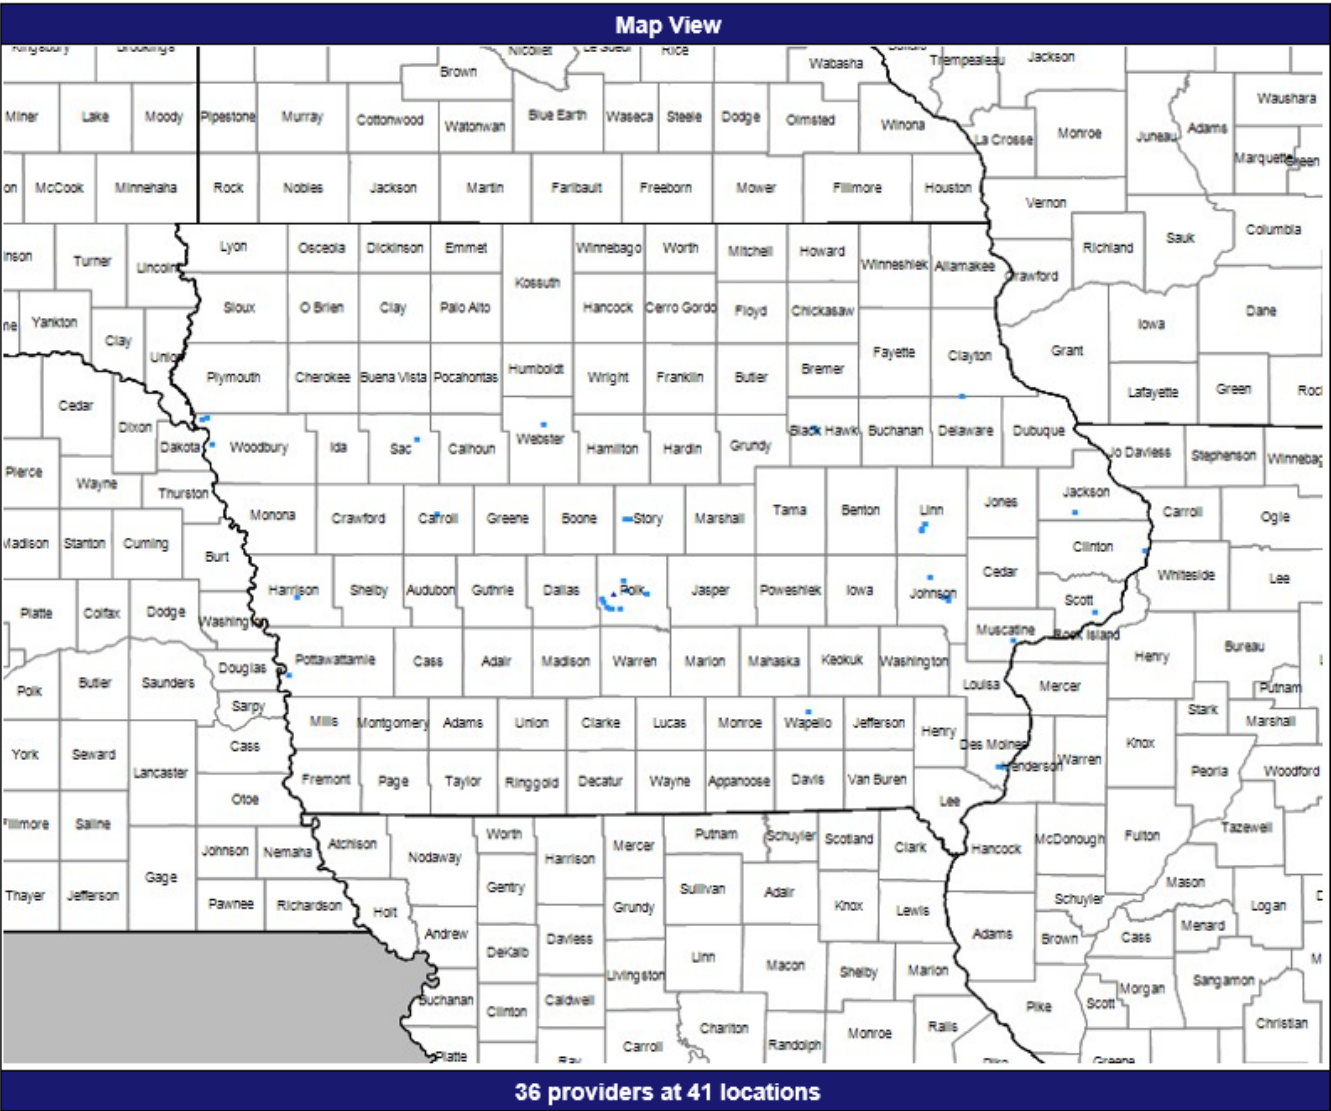 Map View
Nicollet Le Sueur Rice
Brown Wabasha Trempealeau Jackson
Miner Lake Moody Pipestone Murray Cottonwood Watonwan Blue Earth Waseca Steele Dodge Olmsted Winona La Crosse Monroe Juneau Adams Waushara
Marquette Green
McCook Minnehaha Rock Nobles Jackson Martin Faribault Freeborn Mower Fillmore Houston Vernon
Turner Lincoln Lyon Osceola Dickinson Emmet Winnebago Worth Mitchell Howard Winneshiek Allamakee Crawford Richland Sauk Columbia
Kossuth
Yankton Clay Union Sioux O Brien Clay Palo Alto Hancock Cerro Gordo Floyd Chickasaw Iowa Dane
Fayette Clayton Grant
Cedar Dixon Plymouth Cherokee Buena Vista Pocahontas Humboldt Wright Franklin Butler Bremer Lafayette Green
Pierce Dakota Woodbury Ida Sac Calhoun Webster Hamilton Hardin Grundy Black Hawk Buchanan Delaware Dubuque Jo Daviess Stephenson
Wayne Thurston
Madison Stanton Cuming Monona Crawford Carroll Greene Boone Story Marshall Tama Benton Linn Jones Jackson Carroll Ogle
Burt Clinton
Platte Colfax Dodge Washington Harrison Shelby Audubon Guthrie Dallas Polk Jasper Poweshiek Iowa Johnson Cedar Scott Whiteside Lee
Muscatine Rock Island
Polk Butler Saunders Douglas Sarpy Pottawattamie Cass Adair Madison Warren Marion Mahaska Keokuk Washington Louisa Mercer Henry Bureau Putnam
York Seward Lancaster Cass Mills Montgomery Adams Union Clarke Lucas Monroe Wapello Jefferson Henry Des Moines Henderson Warren Knox Stark Marshall
Otoe Fremont Page Taylor Ringgold Decatur Wayne Appanoose Davis Van Buren Lee Peoria Woodford
Fillmore Saline Johnson Nemaha Atchison Nodaway Worth Harrison Mercer Putnam Schuyler Scotland Clark Hancock McDonough Fulton Tazewell
Thayer Jefferson Gage Pawnee Richardson Holt Gentry Grundy Sullivan Adair Knox Lewis Schuyler Mason Logan
Andrew DeKalb Daviess Livingston Linn Macon Shelby Marion Adams Brown Cass Menard
Buchanan Clinton Caldwell Pike Scott Morgan Sangamon
Platte Ray Carroll Chariton Randolph Monroe Ralls Pike Greene Christian
36 providers at 41 locations